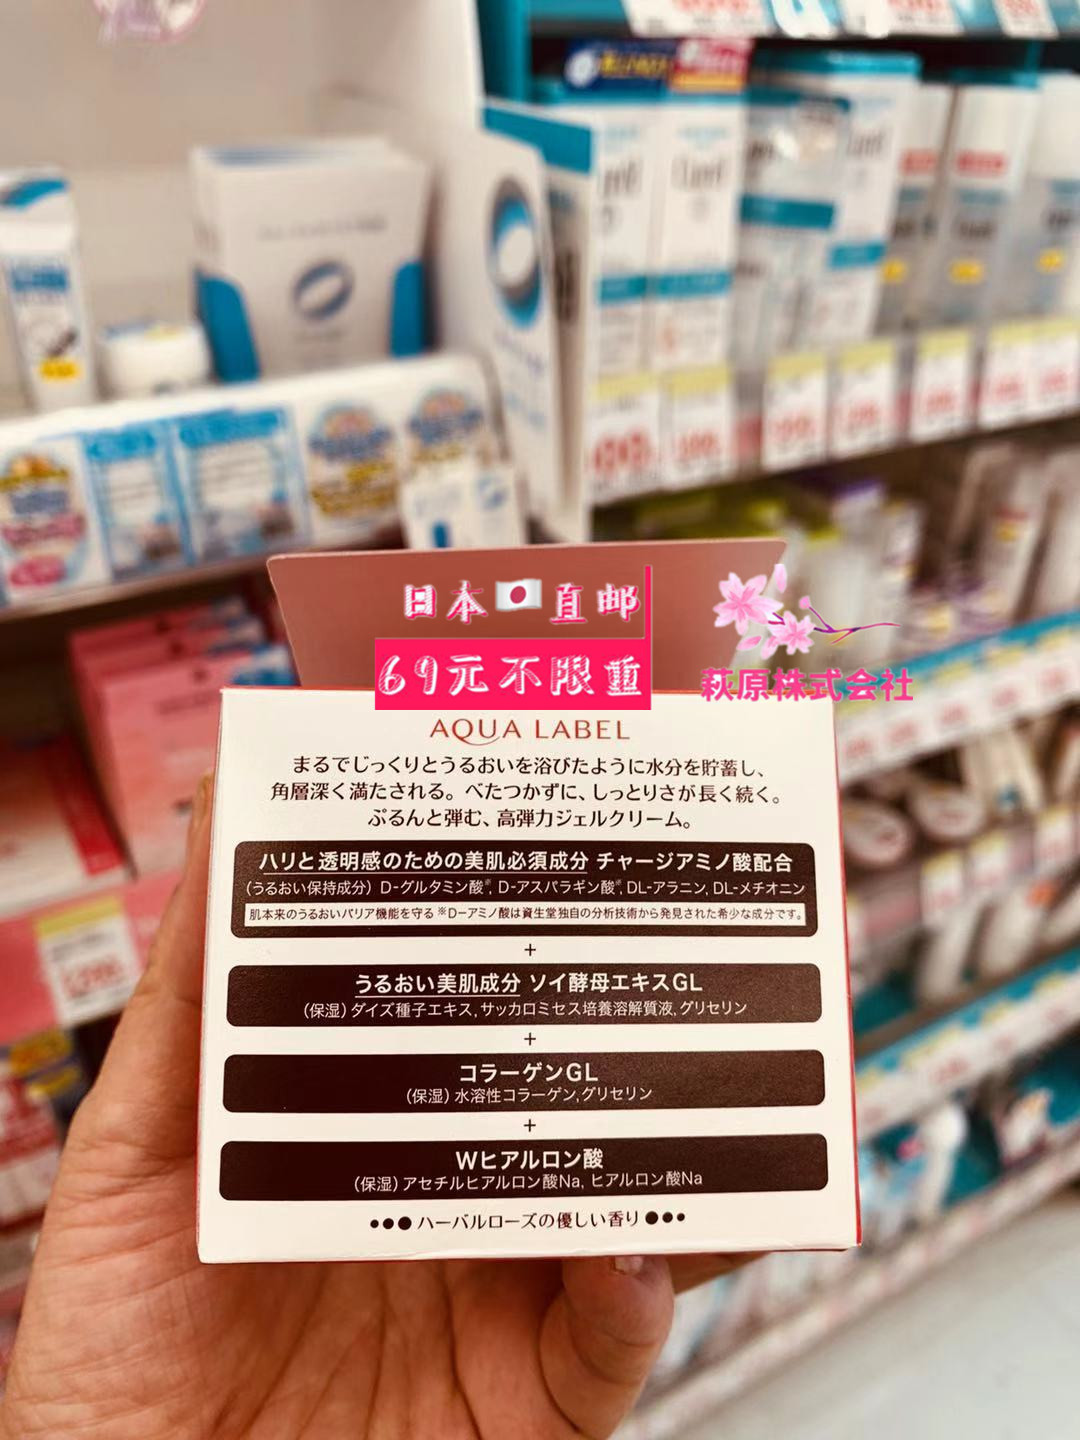 日本🇯🇵直邮
69元不限重
萩原株式会社
AQUA LABEL
まるでじっくりとうるおいを浴びたように水分を貯蓄し、
角層深く満たされる。べたつかずに、しっとりさが長く続く。
ぷるんと弾む、高弾力ジェルクリーム。
ハリと透明感のための美肌必須成分 チャージアミノ酸配合
(うるおい保持成分) D-グルタミン酸※, D-アスパラギン酸※, DL-アラニン, DL-メチオニン
肌本来のうるおいバリア機能を守る ※D-アミノ酸は資生堂独自の分析技術から発見された希少な成分です。
+
うるおい美肌成分 ソイ酵母エキスGL
(保湿) ダイズ種子エキス, サッカロミセス培養溶解質液, グリセリン
+
コラーゲンGL
(保湿) 水溶性コラーゲン, グリセリン
+
Wヒアルロン酸
(保湿) アセチルヒアルロン酸Na, ヒアルロン酸Na
●●● ハーバルローズの優しい香り ●●●